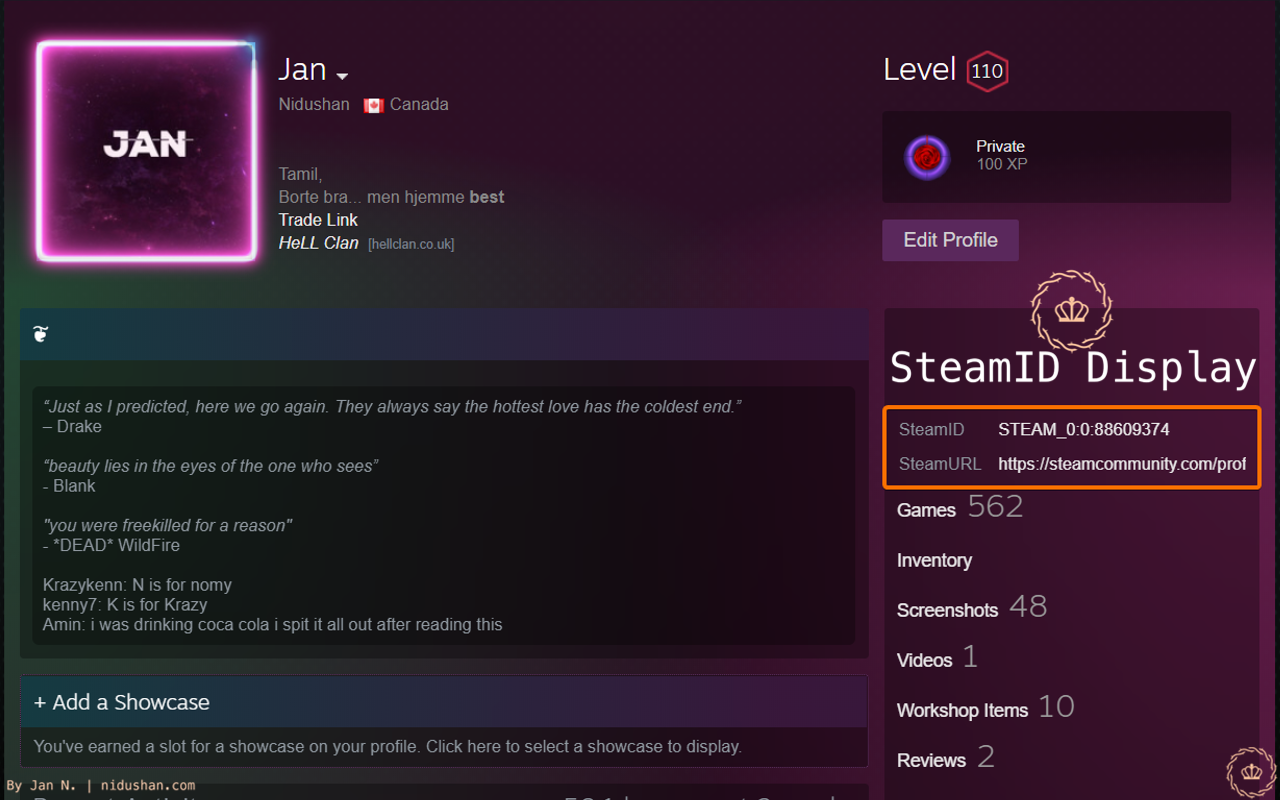 JAN
Jan
Nidushan Canada
Tamil,
Borte bra... men hjemme best
Trade Link
HeLL Clan [hellclan.co.uk]
Level 110
Private
100 XP
Edit Profile
“Just as I predicted, here we go again. They always say the hottest love has the coldest end.”
– Drake
“beauty lies in the eyes of the one who sees”
- Blank
"you were freekilled for a reason"
- *DEAD* WildFire
Krazykenn: N is for nomy
kenny7: K is for Krazy
Amin: i was drinking coca cola i spit it all out after reading this
+ Add a Showcase
You've earned a slot for a showcase on your profile. Click here to select a showcase to display.
SteamID Display
SteamID STEAM_0:0:88609374
SteamURL https://steamcommunity.com/prof
Games 562
Inventory
Screenshots 48
Videos 1
Workshop Items 10
Reviews 2
By Jan N. | nidushan.com